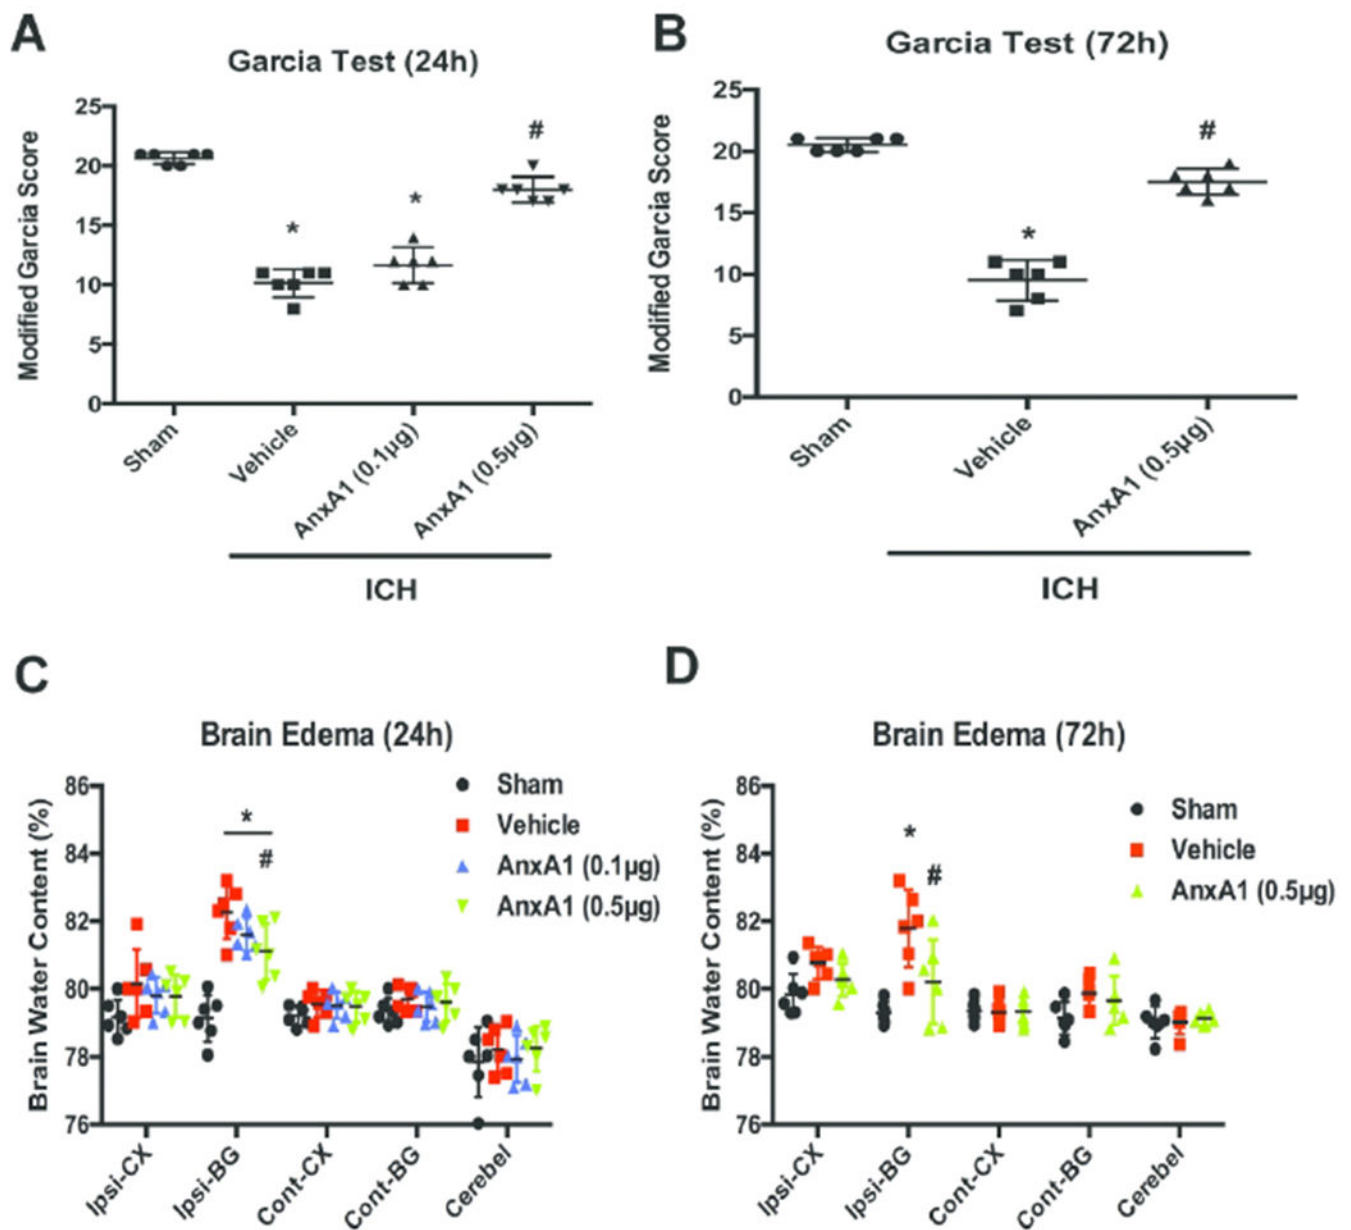 A
Garcia Test (24h)
Modified Garcia Score
25
20
15
10
5
0
*
*
#
Sham
Vehicle
AnxA1 (0.1µg)
AnxA1 (0.5µg)
ICH
B
Garcia Test (72h)
Modified Garcia Score
25
20
15
10
5
0
*
#
Sham
Vehicle
AnxA1 (0.5µg)
ICH
C
Brain Edema (24h)
Brain Water Content (%)
86
84
82
80
78
76
*
#
Sham
Vehicle
AnxA1 (0.1µg)
AnxA1 (0.5µg)
Ipsi-CX
Ipsi-BG
Cont-CX
Cont-BG
Cerebel
D
Brain Edema (72h)
Brain Water Content (%)
86
84
82
80
78
76
*
#
Sham
Vehicle
AnxA1 (0.5µg)
Ipsi-CX
Ipsi-BG
Cont-CX
Cont-BG
Cerebel